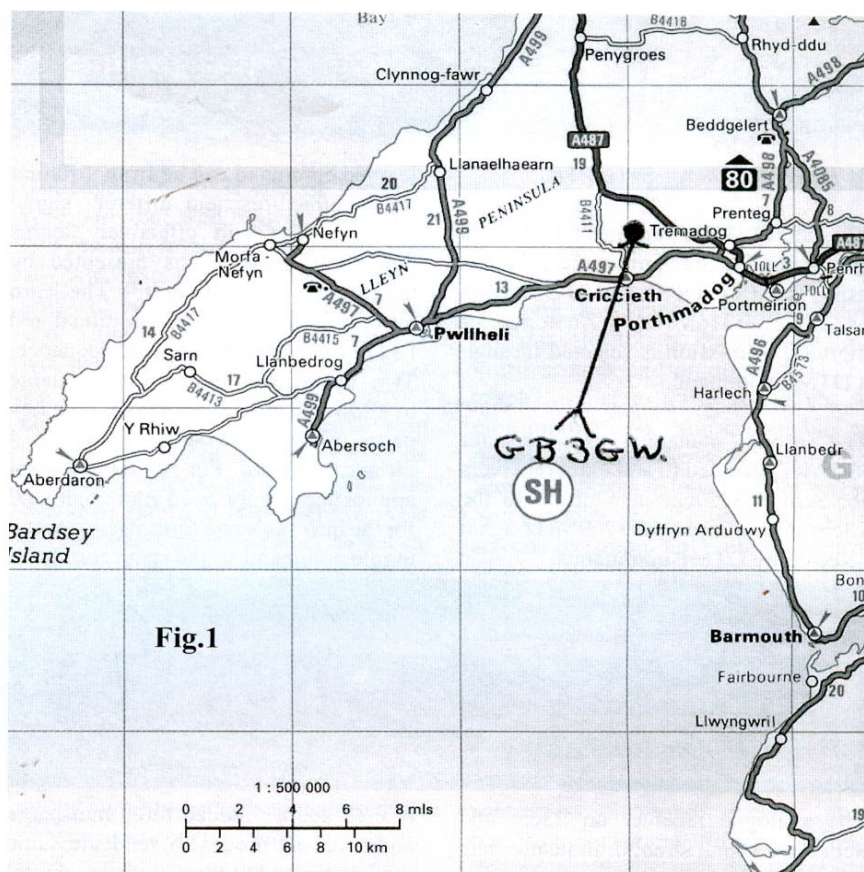 Bay
A499
B4418
Penygroes
Rhyd-ddu
A498
Clynnog-fawr
A487
Beddgelert
Llanaelhaearn
19
80
A498
A4085
20
B4417
PENINSULA
7
8
21
A499
B4411
Prenteg
Nefyn
Tremadog
A487
Morfa
Nefyn
LLEYN
A497
TOLL
3
Penrh
13
Criccieth
Porthmadog
TOLL
A497
7
Portmeirion
9
14
B4417
B4415
7
Pwllheli
Talsar
Sarn
Llanbedrog
A496
B4573
17
B4413
Harlech
A499
Y Rhiw
Abersoch
GB3GW.
Llanbedr
G
Aberdaron
SH
11
Bardsey
Island
Dyffryn Ardudwy
Bon
10
Fig.1
Barmouth
Fairbourne
20
Llwyngwril
1 : 500 000
0 2 4 6 8 mls
0 2 4 6 8 10 km
19